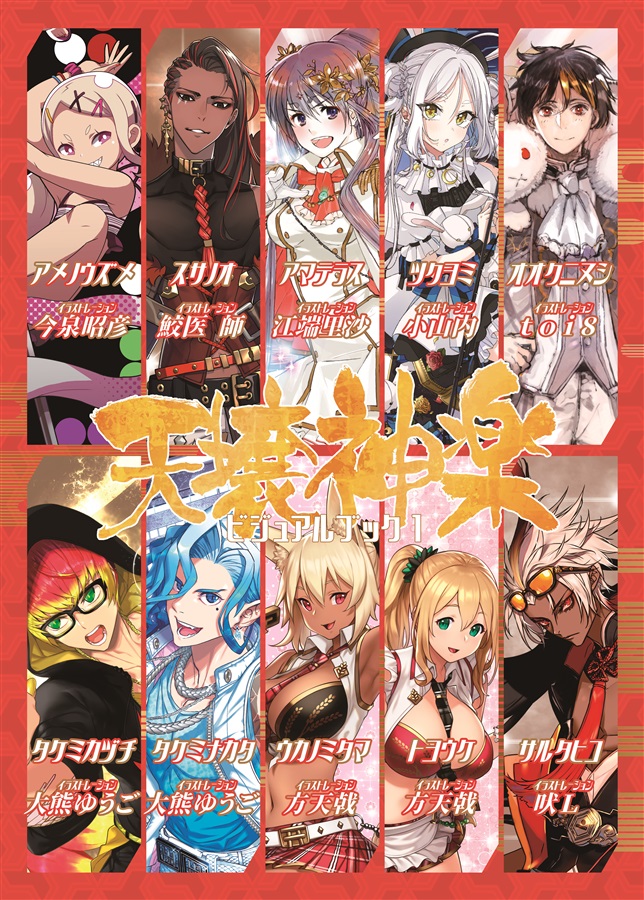 アメノウズメ
イラストレーション
今泉昭彦
スサノオ
イラストレーション
鮫医 師
アマテラス
イラストレーション
江端里沙
ツクヨミ
イラストレーション
小山内
オオクニヌシ
イラストレーション
toi8
天壌神楽
ビジュアルブック1
タケミカヅチ
イラストレーション
大熊ゆうご
タケミナカタ
イラストレーション
大熊ゆうご
ウカノミタマ
イラストレーション
方天戟
トヨウケ
イラストレーション
方天戟
サルタヒコ
イラストレーション
吠L